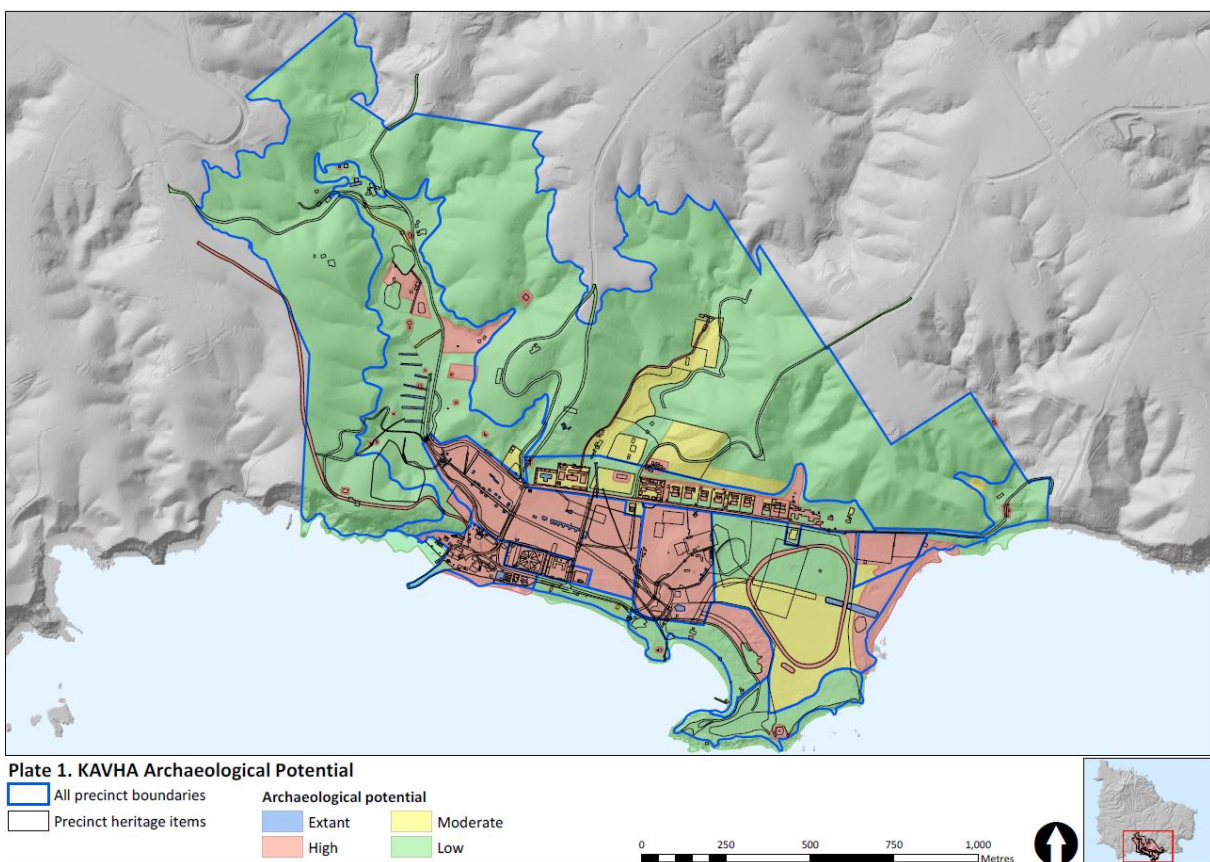 Plate 1. KAVHA Archaeological Potential
All precinct boundaries
Precinct heritage items
Archaeological potential
Extant
High
Moderate
Low
0 250 500 750 1,000
Metres